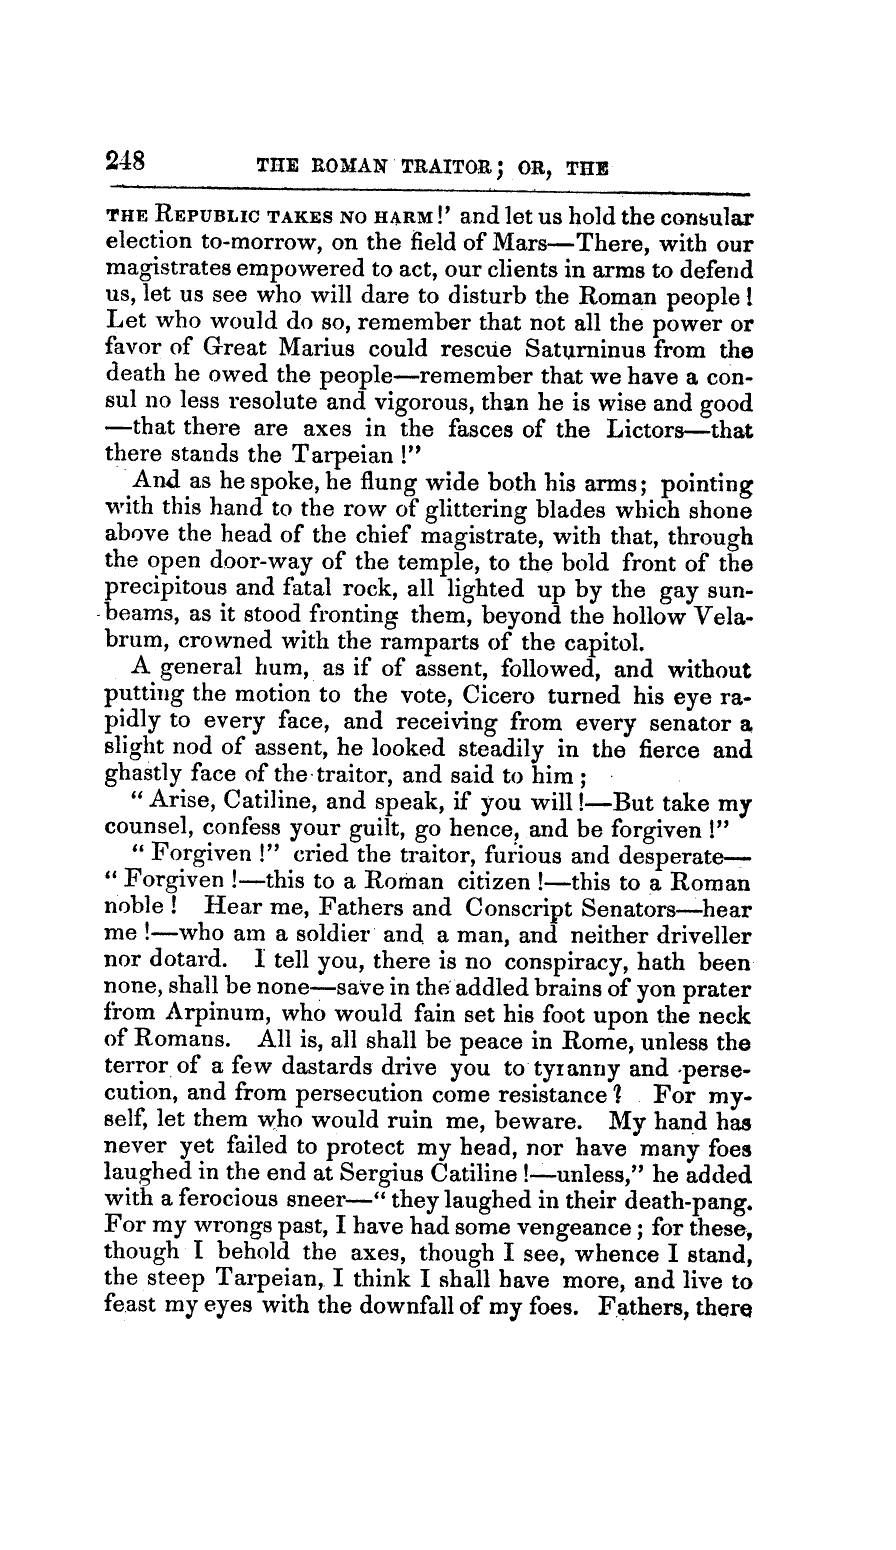 248 THE ROMAN TRAITOR; OR, THE
THE REPUBLIC TAKES NO HARM!' and let us hold the consular
election to-morrow, on the field of Mars—There, with our
magistrates empowered to act, our clients in arms to defend
us, let us see who will dare to disturb the Roman people!
Let who would do so, remember that not all the power or
favor of Great Marius could rescue Saturninus from the
death he owed the people—remember that we have a con-
sul no less resolute and vigorous, than he is wise and good
—that there are axes in the fasces of the Lictors—that
there stands the Tarpeian!"
And as he spoke, he flung wide both his arms; pointing
with this hand to the row of glittering blades which shone
above the head of the chief magistrate, with that, through
the open door-way of the temple, to the bold front of the
precipitous and fatal rock, all lighted up by the gay sun-
beams, as it stood fronting them, beyond the hollow Vela-
brum, crowned with the ramparts of the capitol.
A general hum, as if of assent, followed, and without
putting the motion to the vote, Cicero turned his eye ra-
pidly to every face, and receiving from every senator a
slight nod of assent, he looked steadily in the fierce and
ghastly face of the traitor, and said to him;
"Arise, Catiline, and speak, if you will!—But take my
counsel, confess your guilt, go hence, and be forgiven!"
"Forgiven!" cried the traitor, furious and desperate—
"Forgiven!—this to a Roman citizen!—this to a Roman
noble! Hear me, Fathers and Conscript Senators—hear
me!—who am a soldier and a man, and neither driveller
nor dotard. I tell you, there is no conspiracy, hath been
none, shall be none—save in the addled brains of yon prater
from Arpinum, who would fain set his foot upon the neck
of Romans. All is, all shall be peace in Rome, unless the
terror of a few dastards drive you to tyranny and perse-
cution, and from persecution come resistance? For my-
self, let them who would ruin me, beware. My hand has
never yet failed to protect my head, nor have many foes
laughed in the end at Sergius Catiline!—unless," he added
with a ferocious sneer—"they laughed in their death-pang.
For my wrongs past, I have had some vengeance; for these,
though I behold the axes, though I see, whence I stand,
the steep Tarpeian, I think I shall have more, and live to
feast my eyes with the downfall of my foes. Fathers, there